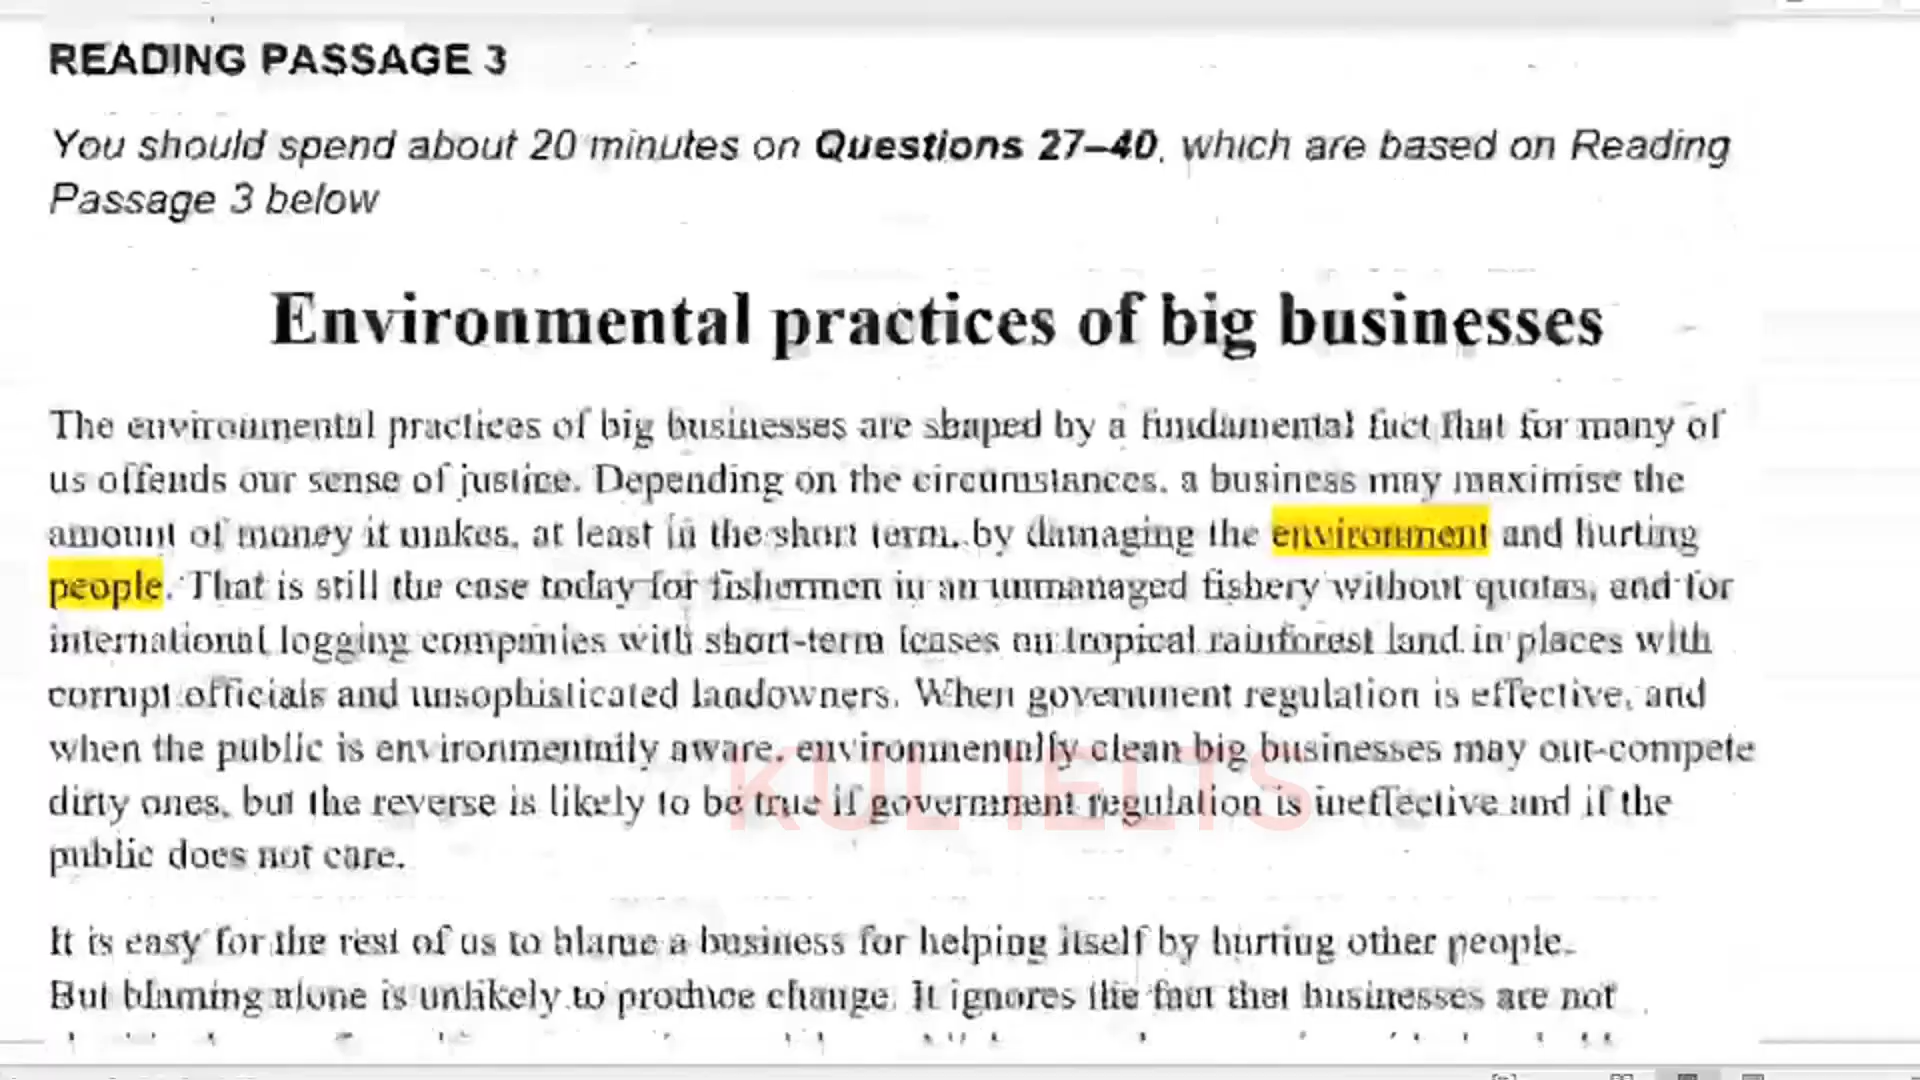 READING PASSAGE 3
You should spend about 20 minutes on Questions 27–40, which are based on Reading
Passage 3 below
Environmental practices of big businesses
The environmental practices of big businesses are shaped by a fundamental fact that for many of
us offends our sense of justice. Depending on the circumstances, a business may maximise the
amount of money it makes, at least in the short term, by damaging the environment and hurting
people. That is still the case today for fishermen in an unmanaged fishery without quotas, and for
international logging companies with short-term leases on tropical rainforest land in places with
corrupt officials and unsophisticated landowners. When government regulation is effective, and
when the public is environmentally aware, environmentally clean big businesses may out-compete
dirty ones, but the reverse is likely to be true if government regulation is ineffective and if the
public does not care.
KUL IELTS
It is easy for the rest of us to blame a business for helping itself by hurting other people.
But blaming alone is unlikely to produce change. It ignores the fact that businesses are not